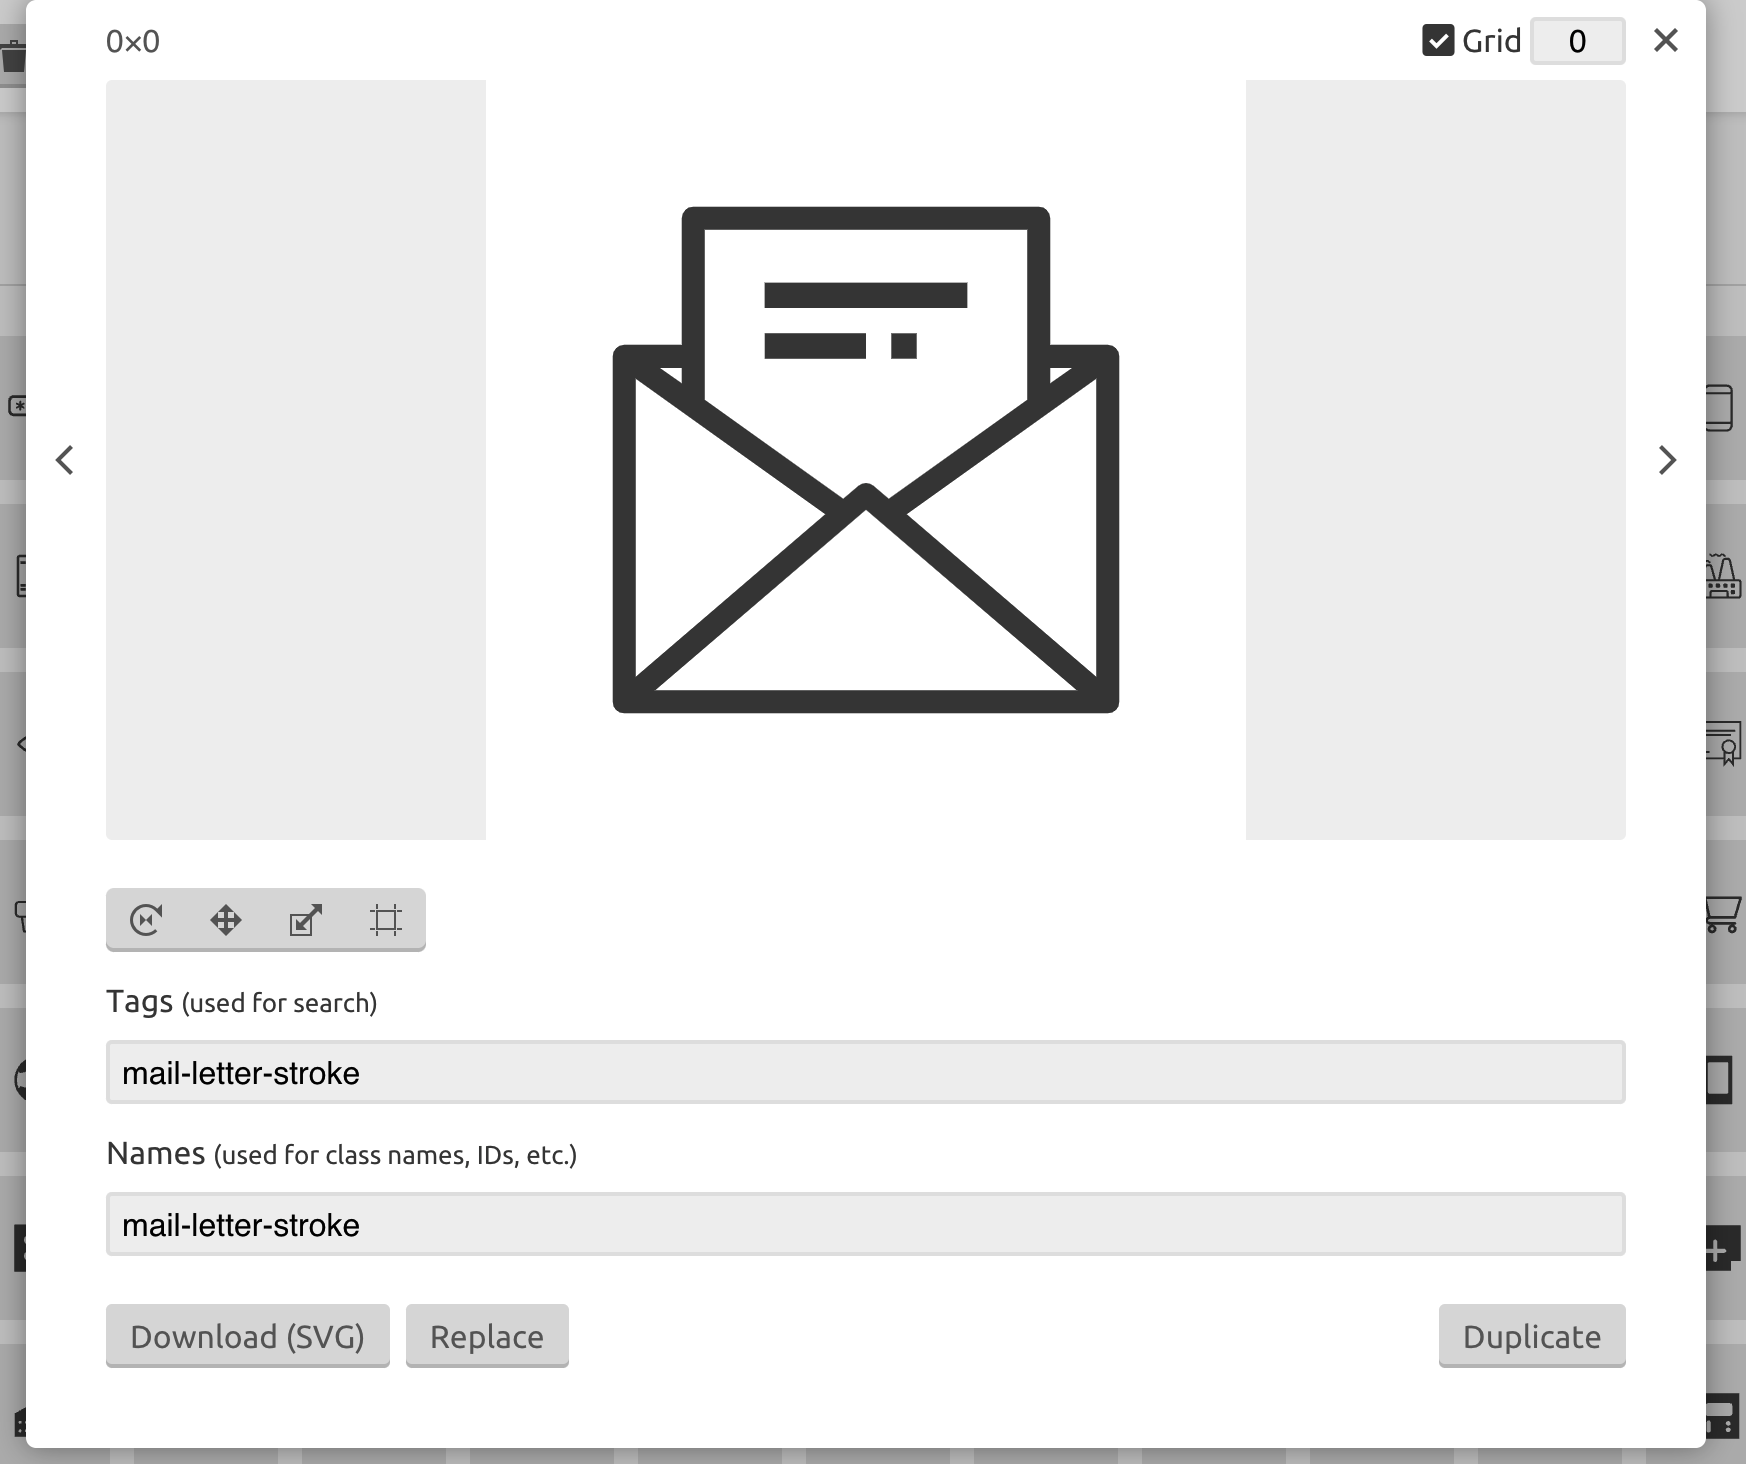 0×0
Grid 0
Tags (used for search)
mail-letter-stroke
Names (used for class names, IDs, etc.)
mail-letter-stroke
Download (SVG) Replace Duplicate